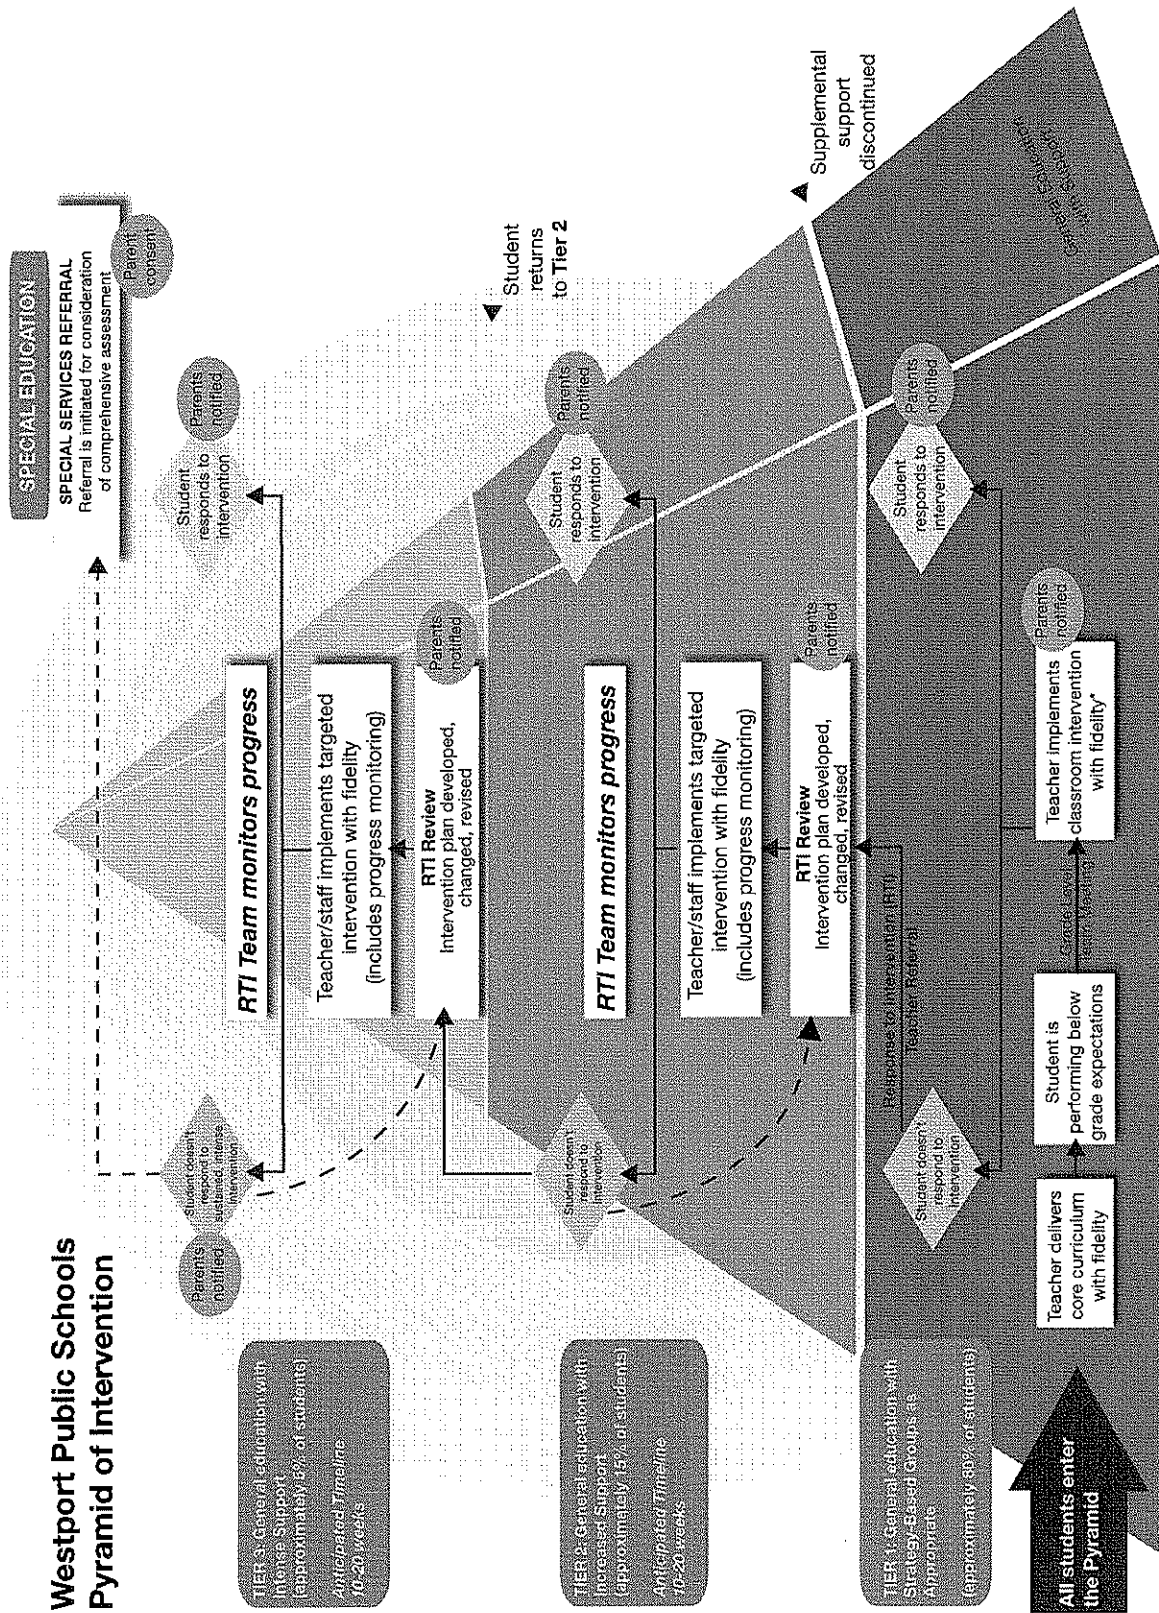 Westport Public Schools
Pyramid of Intervention
SPECIAL EDUCATION
SPECIAL SERVICES REFERRAL
Referral is initiated for consideration
of comprehensive assessment
Parent
consent
TIER 3: General education with
Intense Support
(approximately 5% of students)
Anticipated Timeline
10-20 weeks
Parents
notified
Student doesn't
respond to
sustained, intense
intervention
RTI Team monitors progress
Teacher/staff implements targeted
intervention with fidelity
(includes progress monitoring)
RTI Review
Intervention plan developed,
changed, revised
Parents
notified
Student
responds to
intervention
Parents
notified
Student
returns
to Tier 2
TIER 2: General education with
Increased Support
(approximately 15% of students)
Anticipated Timeline
10-20 weeks
Student doesn't
respond to
intervention
RTI Team monitors progress
Teacher/staff implements targeted
intervention with fidelity
(includes progress monitoring)
RTI Review
Intervention plan developed,
changed, revised
Parents
notified
Student
responds to
intervention
Parents
notified
Supplemental
support
discontinued
TIER 1: General education with
Strategy-Based Groups as
Appropriate
(approximately 80% of students)
Student doesn't
respond to
intervention
Response to Intervention (RTI)
Teacher Referral
Student
responds to
intervention
Parents
notified
General Education
with Support
All students enter
the Pyramid
Teacher delivers
core curriculum
with fidelity
Student is
performing below
grade expectations
Grade Level
Teacher implements
classroom intervention
with fidelity*
Parents
notified